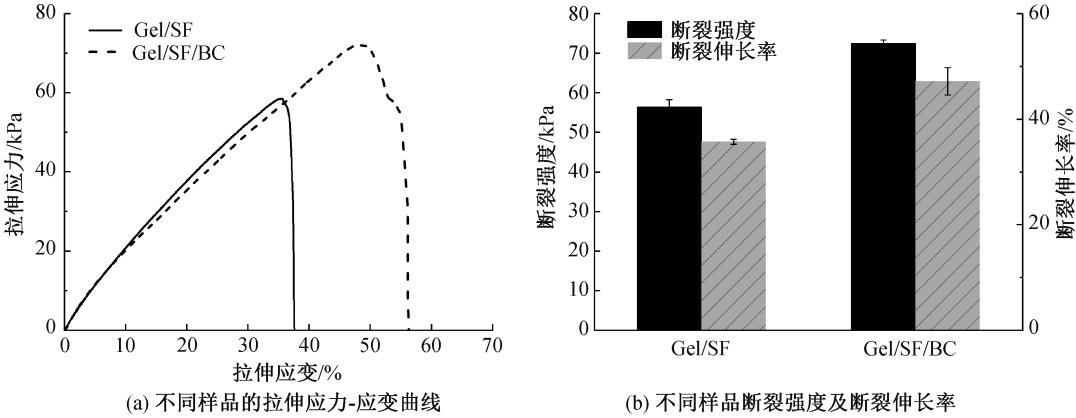 Gel/SF
Gel/SF/BC
拉伸应力/kPa
80
60
40
20
0
0 10 20 30 40 50 60 70
拉伸应变/%
(a) 不同样品的拉伸应力-应变曲线
断裂强度
断裂伸长率
断裂强度/kPa
80
70
60
50
40
30
20
10
0
断裂伸长率/%
60
40
20
0
Gel/SF Gel/SF/BC
(b) 不同样品断裂强度及断裂伸长率